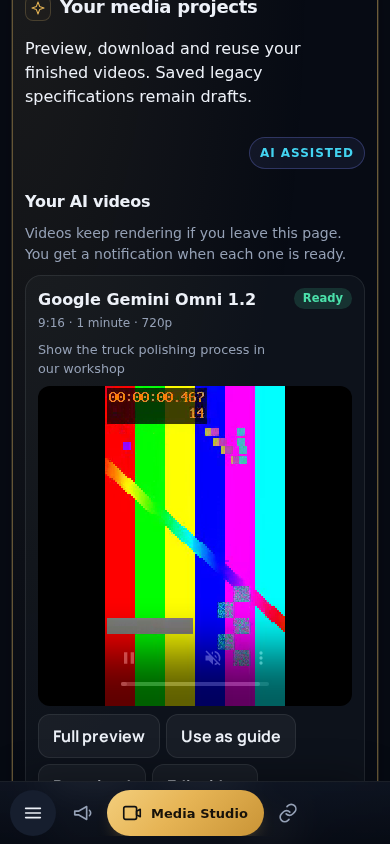 Your media projects
Preview, download and reuse your
finished videos. Saved legacy
specifications remain drafts.
AI ASSISTED
Your AI videos
Videos keep rendering if you leave this page.
You get a notification when each one is ready.
Google Gemini Omni 1.2
Ready
9:16 · 1 minute · 720p
Show the truck polishing process in
our workshop
00:00:00.467
14
Full preview
Use as guide
Media Studio